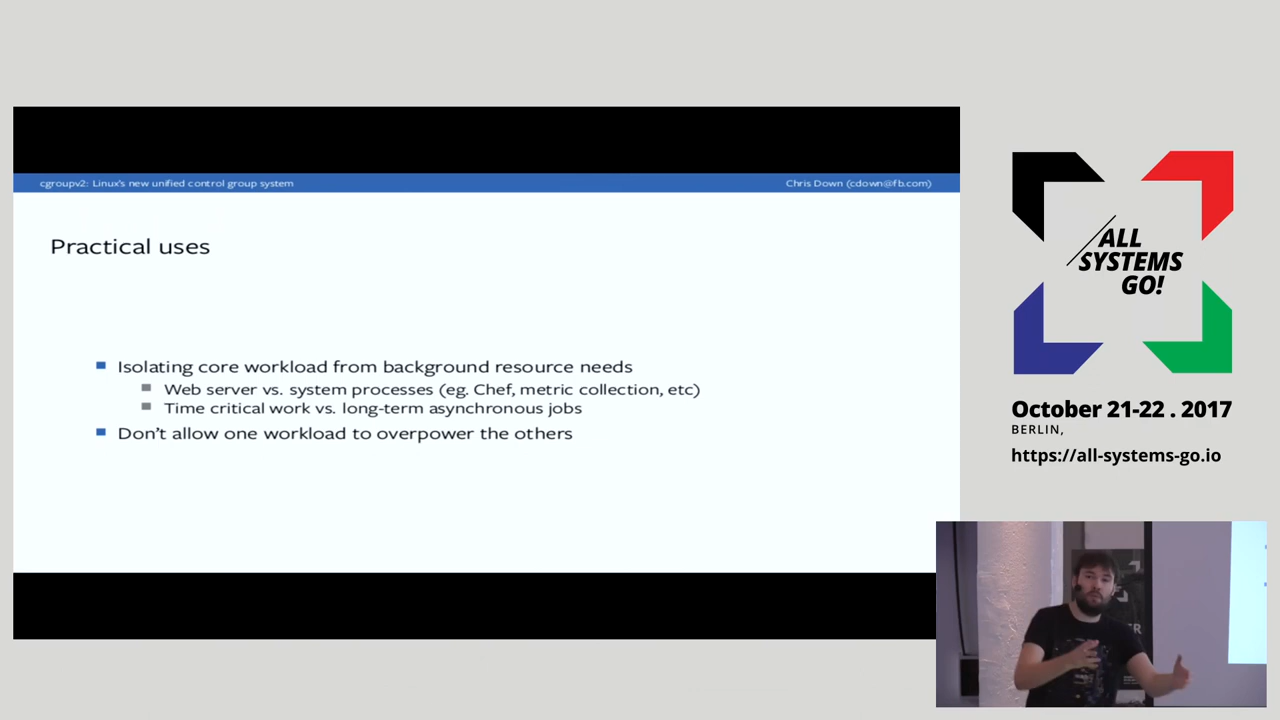 cgroupv2: Linux's new unified control group system
Chris Down (cdown@fb.com)
Practical uses
Isolating core workload from background resource needs
Web server vs. system processes (eg. Chef, metric collection, etc)
Time critical work vs. long-term asynchronous jobs
Don't allow one workload to overpower the others
ALL
SYSTEMS
GO!
October 21-22 . 2017
BERLIN,
https://all-systems-go.io